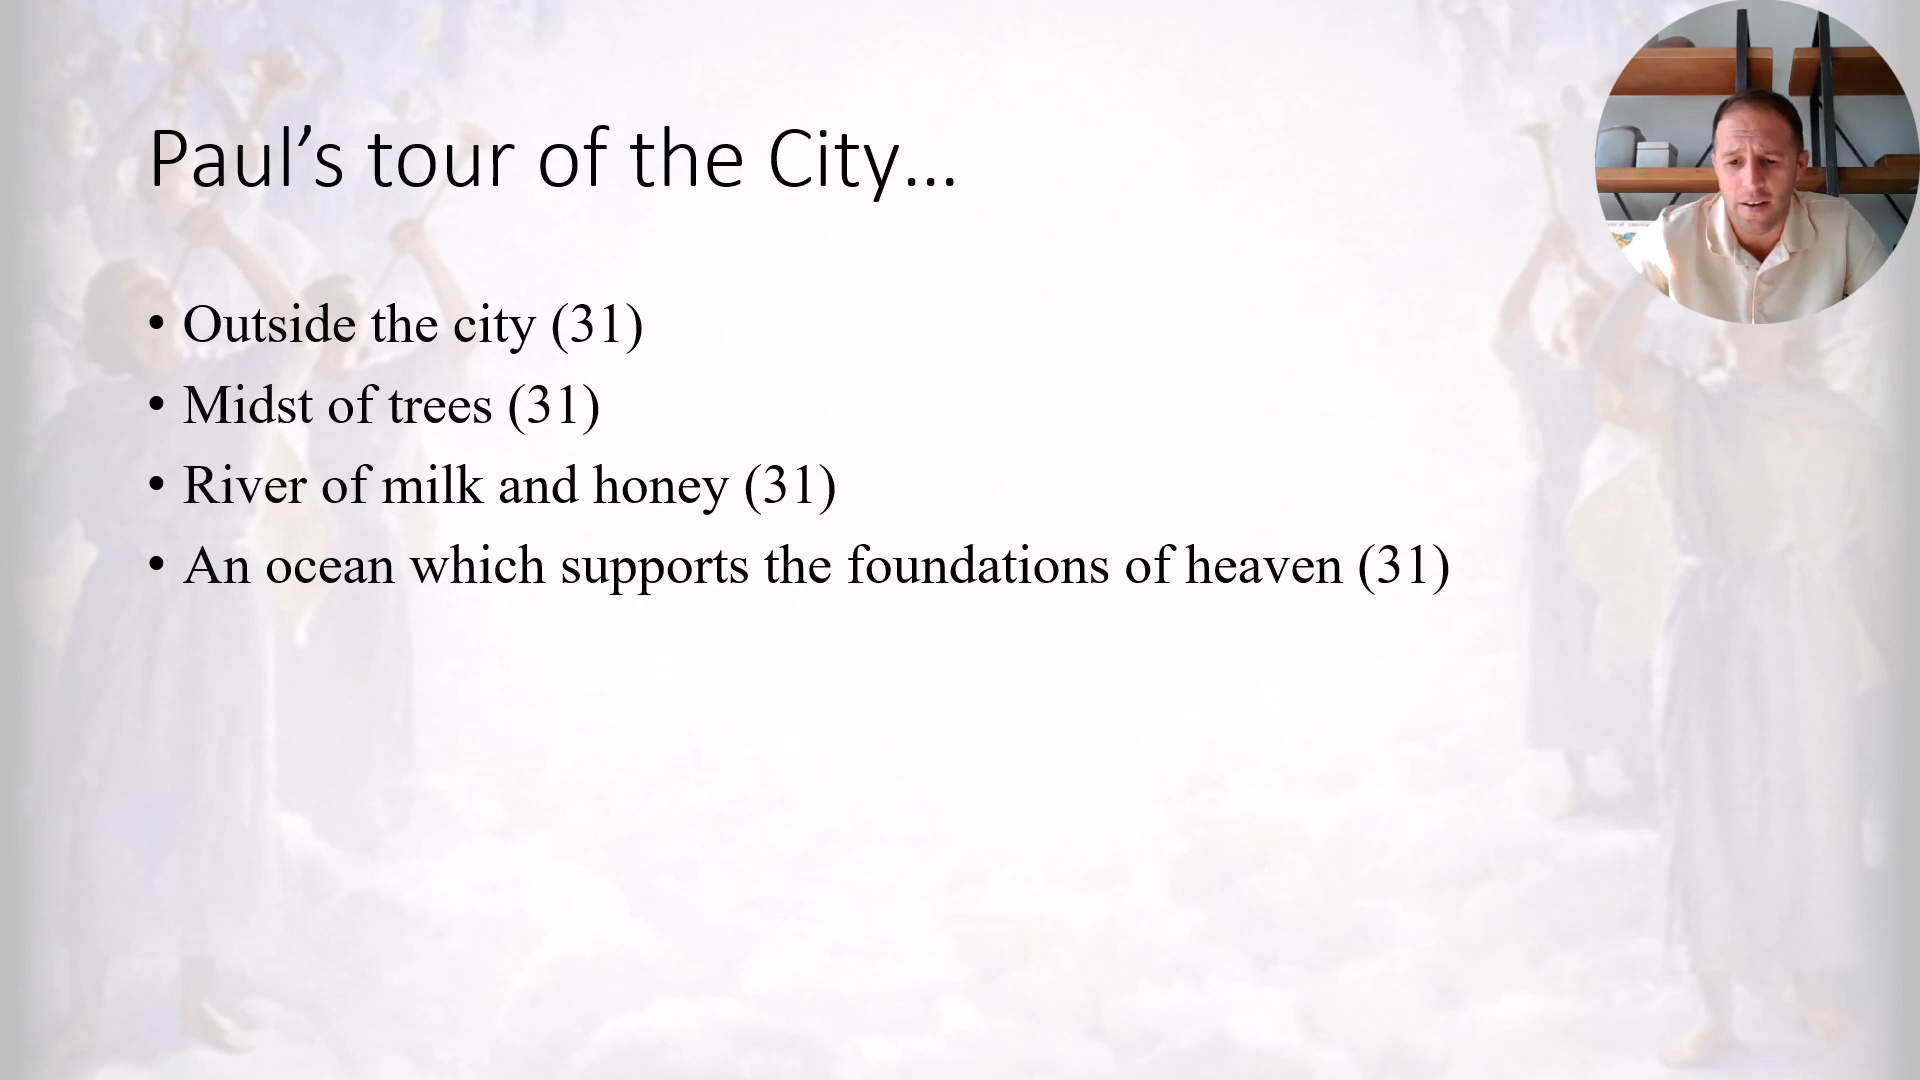 Paul’s tour of the City…
• Outside the city (31)
• Midst of trees (31)
• River of milk and honey (31)
• An ocean which supports the foundations of heaven (31)